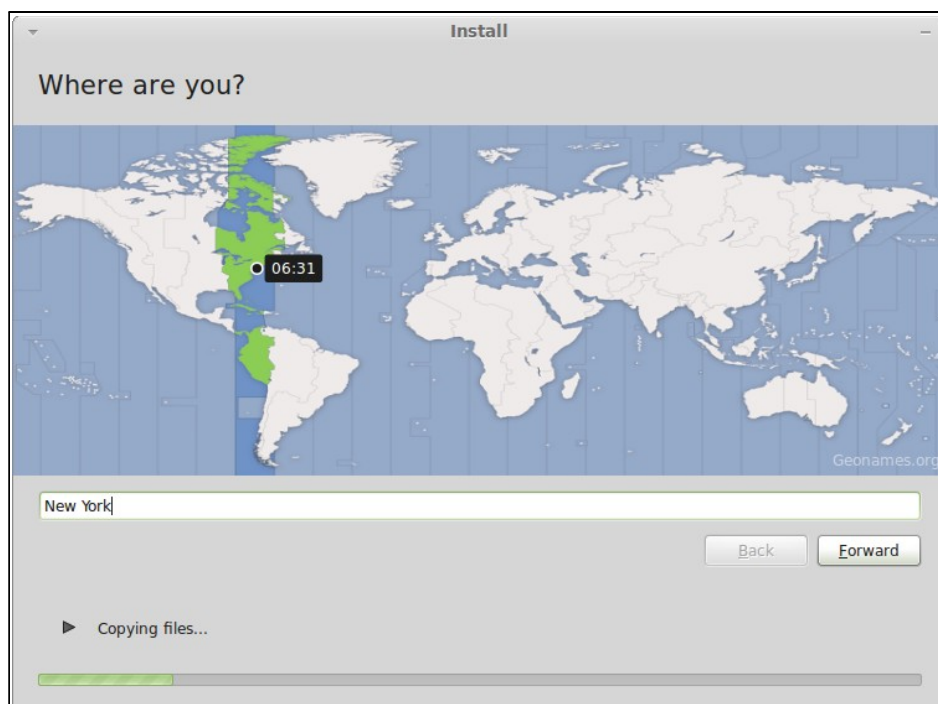 Install
Where are you?
06:31
Geonames.org
New York
Back
Forward
Copying files...